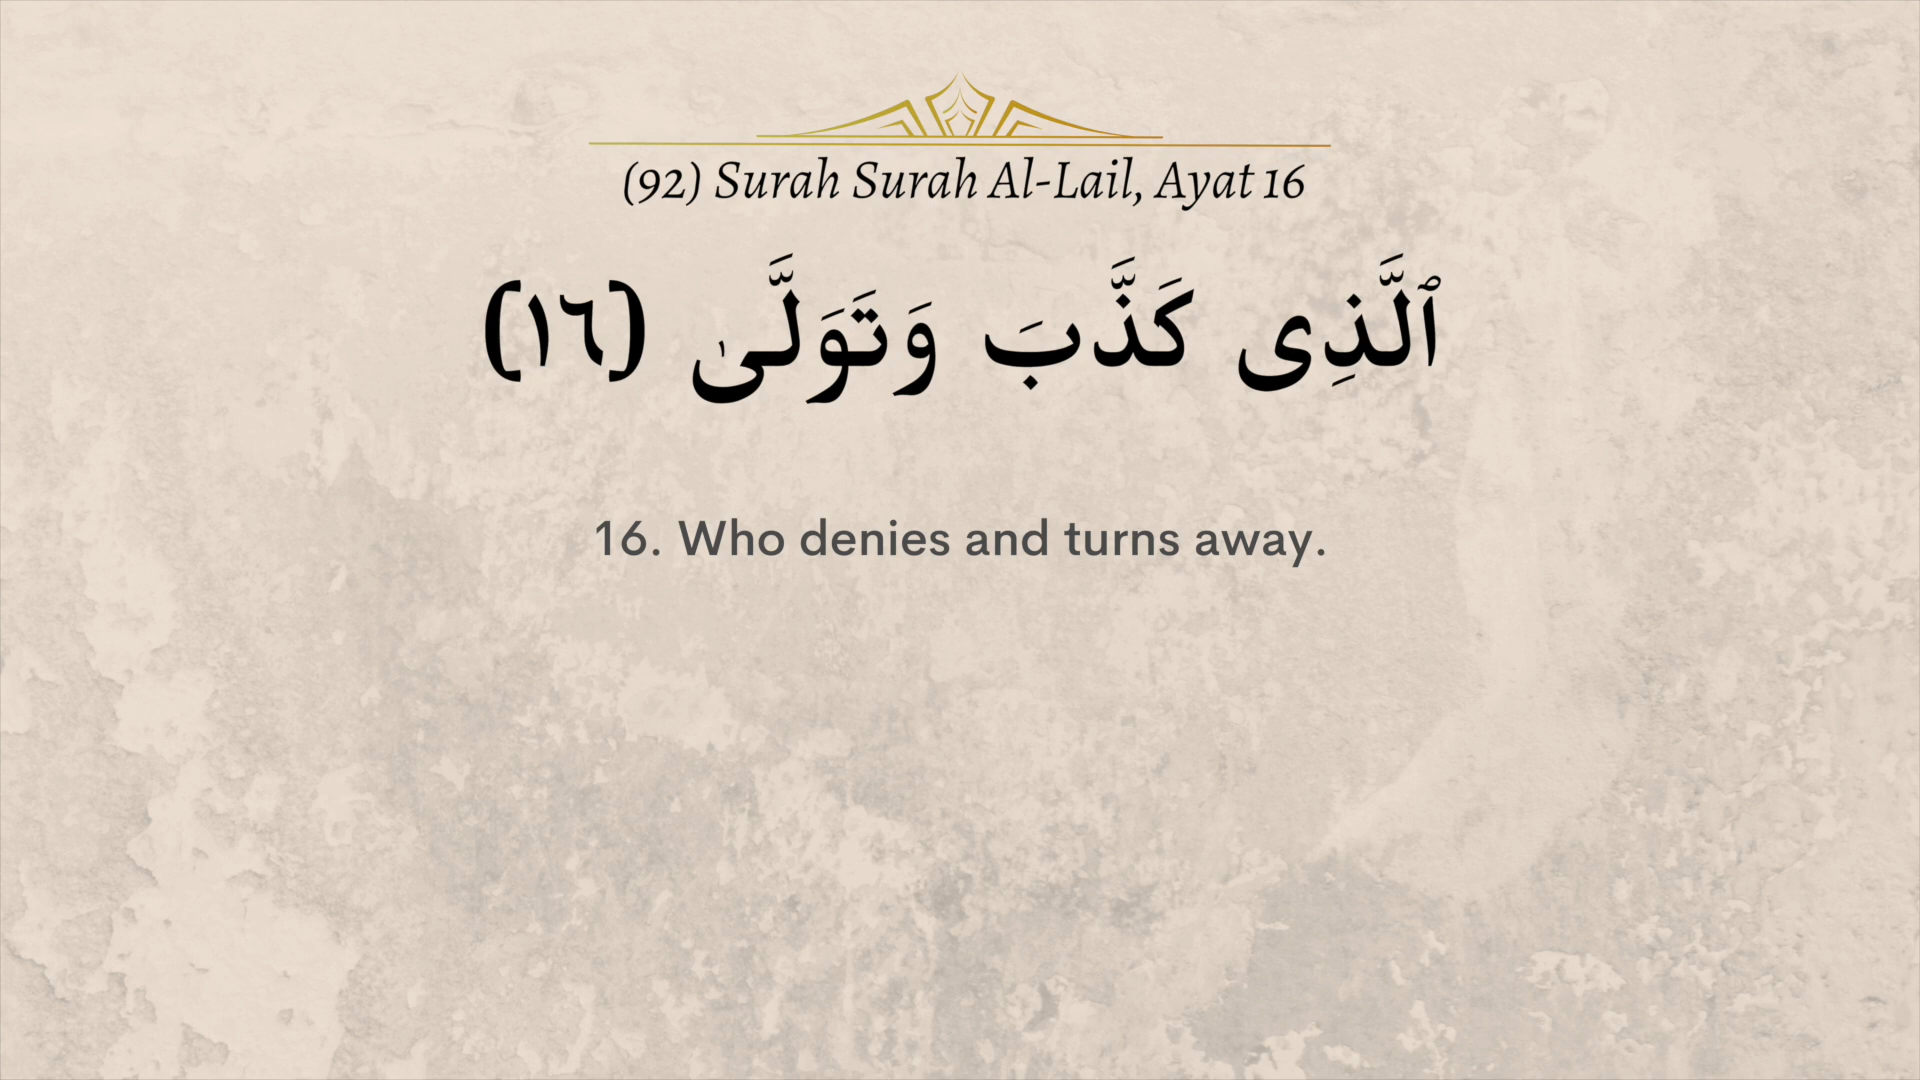 (92) Surah Surah Al-Lail, Ayat 16
ٱلَّذِى كَذَّبَ وَتَوَلَّىٰ (١٦)
16. Who denies and turns away.